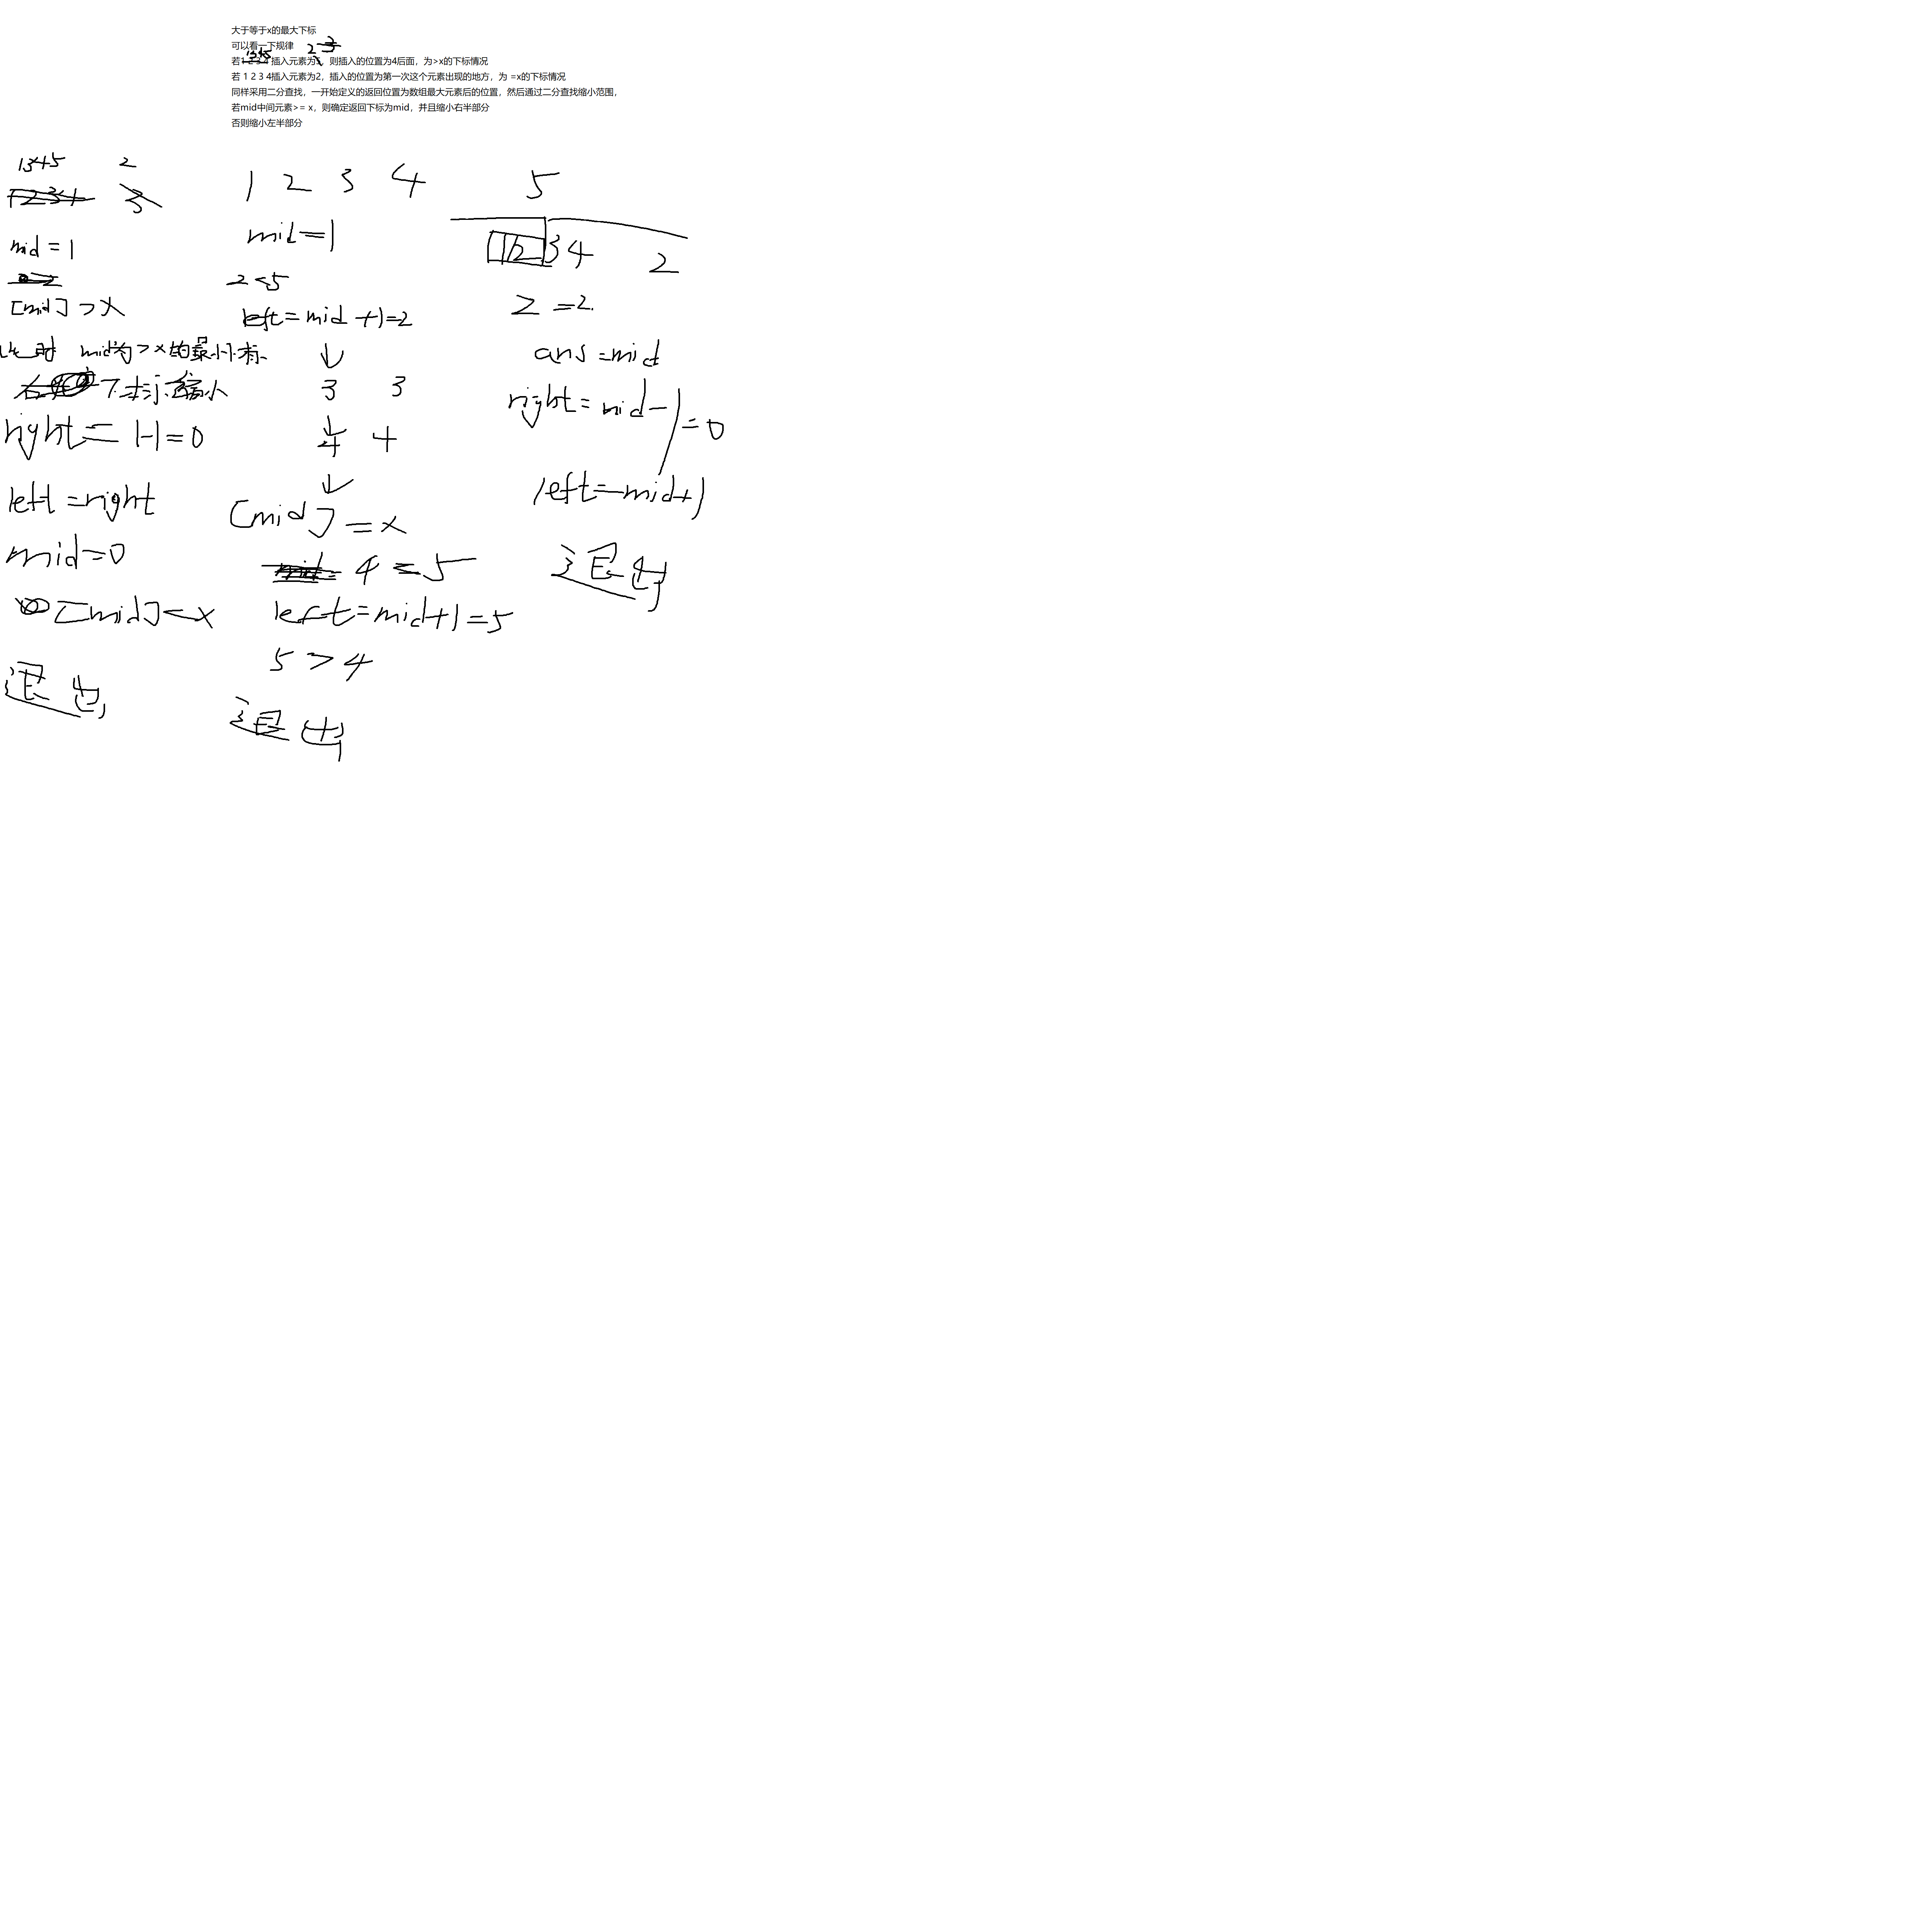 大于等于x的最大下标
可以看一下规律
2
若 1 2 3 4 插入元素为5，则插入的位置为4后面，为>x的下标情况
若 1 2 3 4插入元素为2，插入的位置为第一次这个元素出现的地方，为 =x的下标情况
同样采用二分查找，一开始定义的返回位置为数组最大元素后的位置，然后通过二分查找缩小范围，
若mid中间元素>= x，则确定返回下标为mid，并且缩小右半部分
否则缩小左半部分
1345 2
1234 3
mid = 1
[mid] > x
此时 mid为 > x的最小下标
右边界缩小
right = 1-1 = 0
left = right
mid = 0
[mid] < x
退出
1 2 3 4 5
mid = 1
2 < 5
left = mid + 1 = 2
↓
3 3
↓
4 4
↓
[mid] = x
4 = 5
left = mid + 1 = 5
5 > 4
退出
1 2 3 4 2
2 = 2.
ans = mid
right = mid - 1 = 0
left = mid + 1
退出